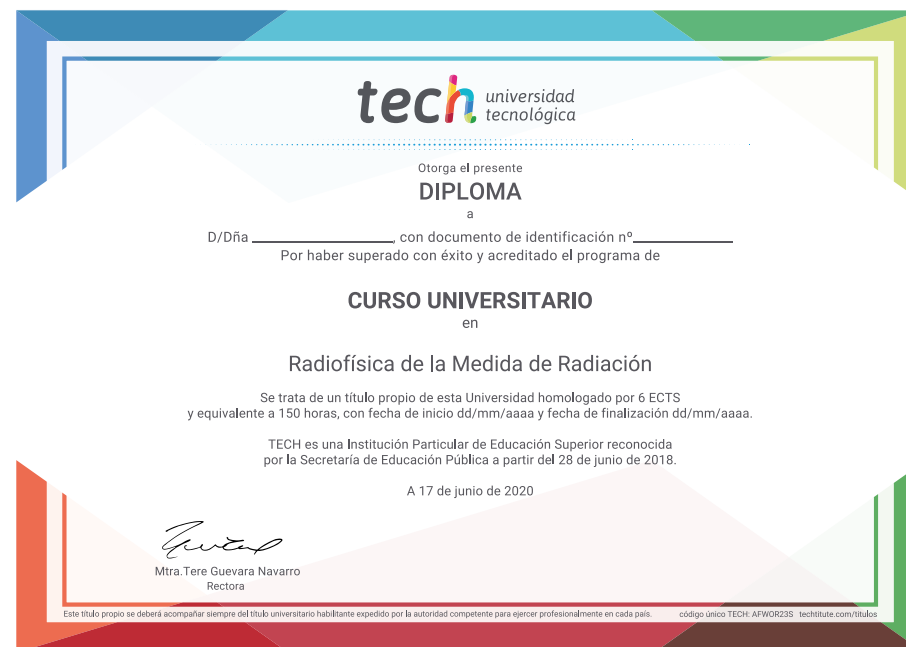 tech universidad
tecnológica
Otorga el presente
DIPLOMA
a
D/Dña ____________________, con documento de identificación nº______________
Por haber superado con éxito y acreditado el programa de
CURSO UNIVERSITARIO
en
Radiofísica de la Medida de Radiación
Se trata de un título propio de esta Universidad homologado por 6 ECTS
y equivalente a 150 horas, con fecha de inicio dd/mm/aaaa y fecha de finalización dd/mm/aaaa.
TECH es una Institución Particular de Educación Superior reconocida
por la Secretaría de Educación Pública a partir del 28 de junio de 2018.
A 17 de junio de 2020
Mtra.Tere Guevara Navarro
Rectora
Este título propio se deberá acompañar siempre del título universitario habilitante expedido por la autoridad competente para ejercer profesionalmente en cada país. código único TECH: AFWOR23S techtitute.com/titulos